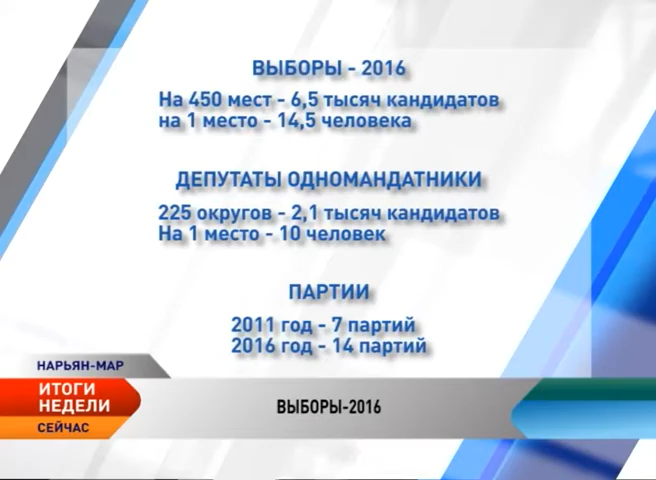 ВЫБОРЫ - 2016
На 450 мест - 6,5 тысяч кандидатов
на 1 место - 14,5 человека
ДЕПУТАТЫ ОДНОМАНДАТНИКИ
225 округов - 2,1 тысяч кандидатов
На 1 место - 10 человек
ПАРТИИ
2011 год - 7 партий
2016 год - 14 партий
НАРЬЯН-МАР
ИТОГИ
НЕДЕЛИ
СЕЙЧАС
ВЫБОРЫ-2016